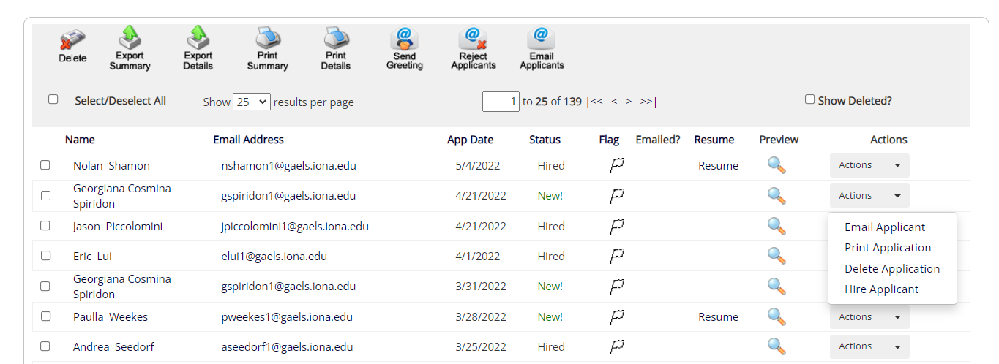 Delete Export Summary Export Details Print Summary Print Details Send Greeting Reject Applicants Email Applicants
Select/Deselect All Show 25 results per page 1 to 25 of 139 |<< < > >>| Show Deleted?
Name Email Address App Date Status Flag Emailed? Resume Preview Actions
Nolan Shamon nshamon1@gaels.iona.edu 5/4/2022 Hired Resume Actions
Georgiana Cosmina Spiridon gspiridon1@gaels.iona.edu 4/21/2022 New! Actions
Jason Piccolomini jpiccolomini1@gaels.iona.edu 4/21/2022 Hired
Email Applicant
Print Application
Delete Application
Hire Applicant
Eric Lui elui1@gaels.iona.edu 4/1/2022 Hired
Georgiana Cosmina Spiridon gspiridon1@gaels.iona.edu 3/31/2022 New!
Paulla Weekes pweekes1@gaels.iona.edu 3/28/2022 New! Resume Actions
Andrea Seedorf aseedorf1@gaels.iona.edu 3/25/2022 Hired Actions